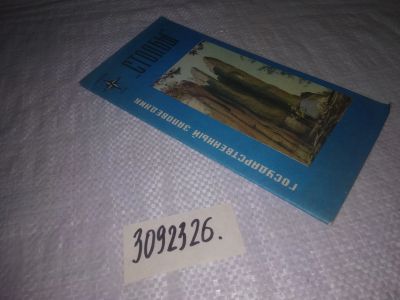 "СТОЛБЫ"
ГОСУДАРСТВЕННЫЙ ЗАПОВЕДНИК
3092326.